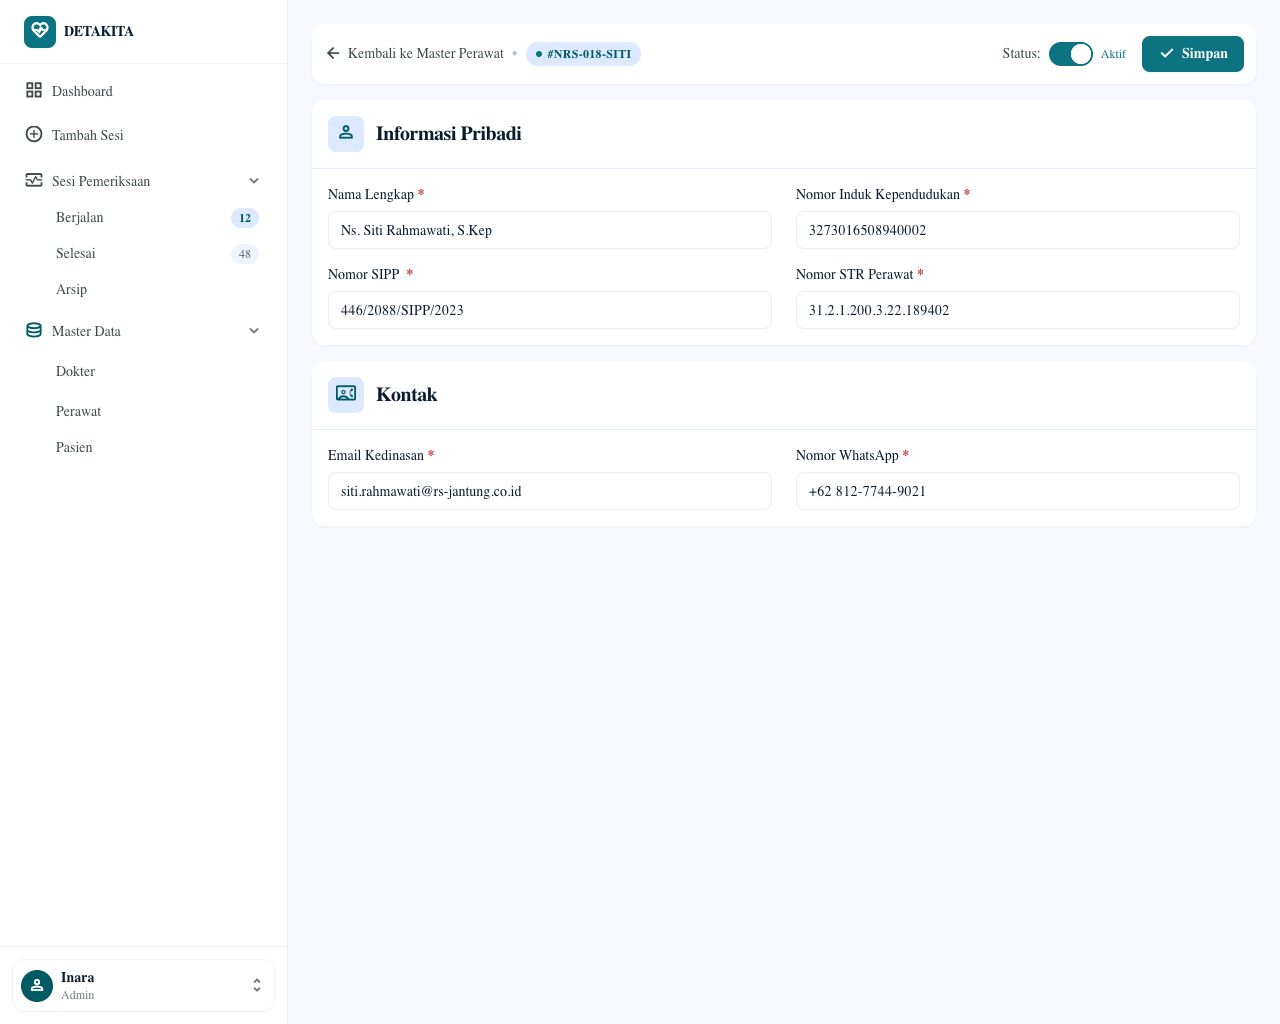 DETAKITA
Dashboard
Tambah Sesi
Sesi Pemeriksaan
Berjalan 12
Selesai 48
Arsip
Master Data
Dokter
Perawat
Pasien
Inara
Admin
Kembali ke Master Perawat • #NRS-018-SITI
Status: Aktif Simpan
Informasi Pribadi
Nama Lengkap *
Ns. Siti Rahmawati, S.Kep
Nomor Induk Kependudukan *
3273016508940002
Nomor SIPP *
446/2088/SIPP/2023
Nomor STR Perawat *
31.2.1.200.3.22.189402
Kontak
Email Kedinasan *
siti.rahmawati@rs-jantung.co.id
Nomor WhatsApp *
+62 812-7744-9021